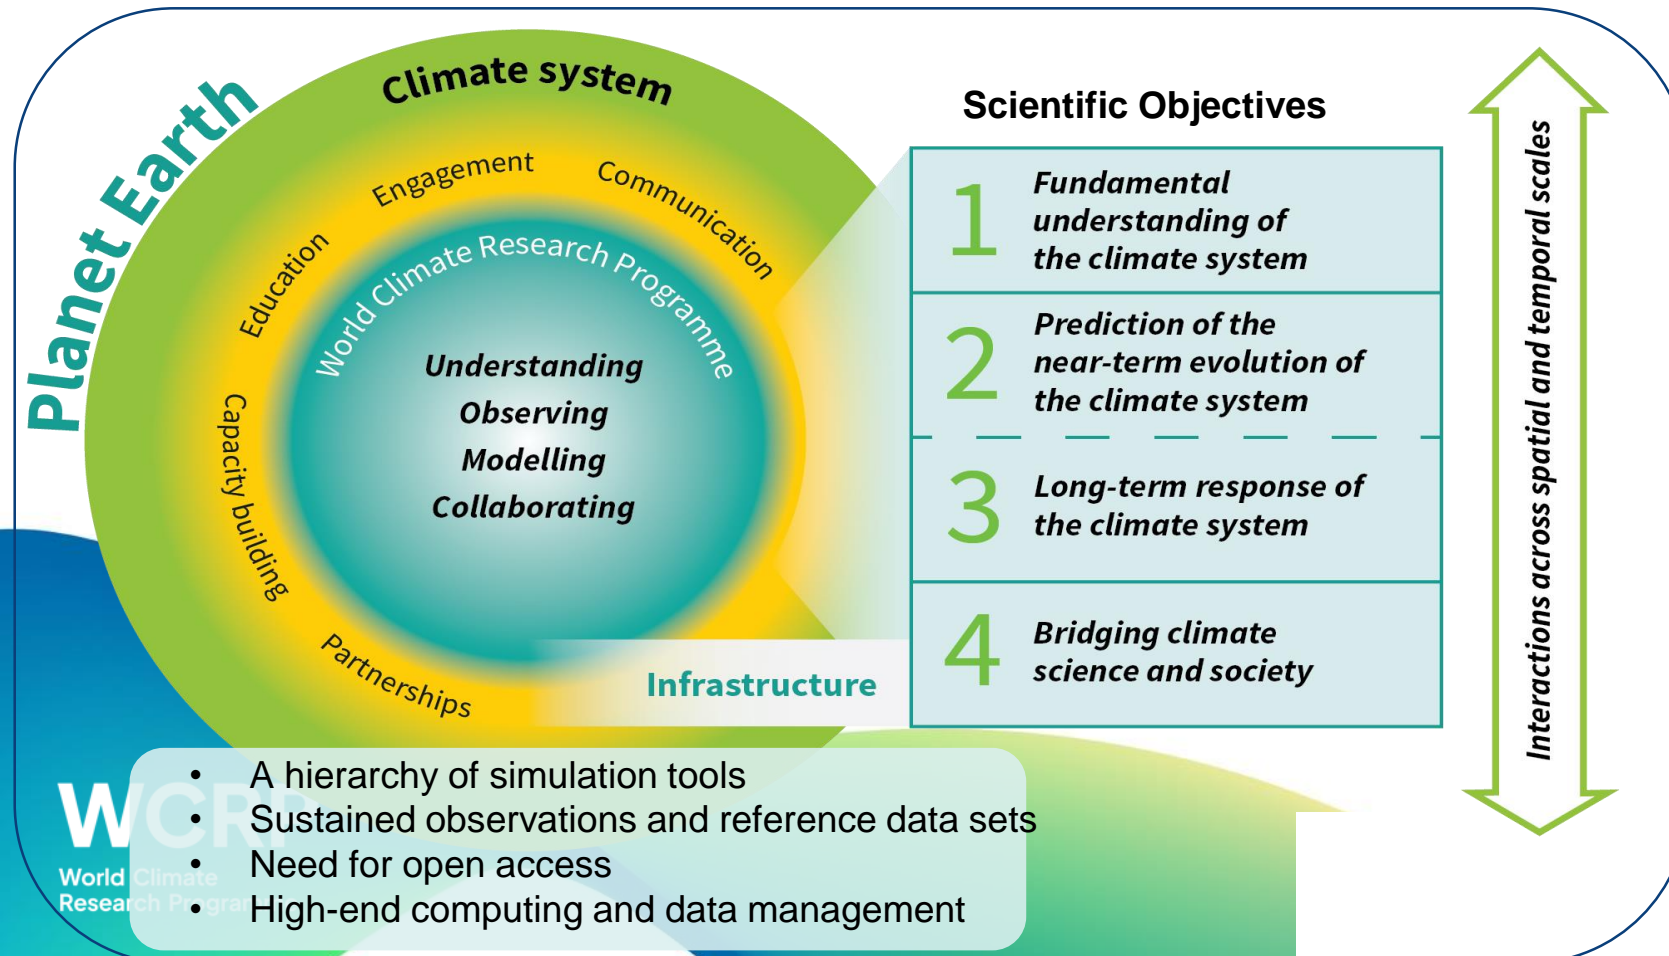 Planet Earth
Climate system
Engagement
Communication
Education
Capacity building
Partnerships
World Climate Research Programme
Understanding
Observing
Modelling
Collaborating
Infrastructure
Scientific Objectives
1
Fundamental
understanding of
the climate system
2
Prediction of the
near-term evolution of
the climate system
3
Long-term response of
the climate system
4
Bridging climate
science and society
Interactions across spatial and temporal scales
• A hierarchy of simulation tools
• Sustained observations and reference data sets
• Need for open access
• High-end computing and data management
WCRP
World Climate
Research Programme